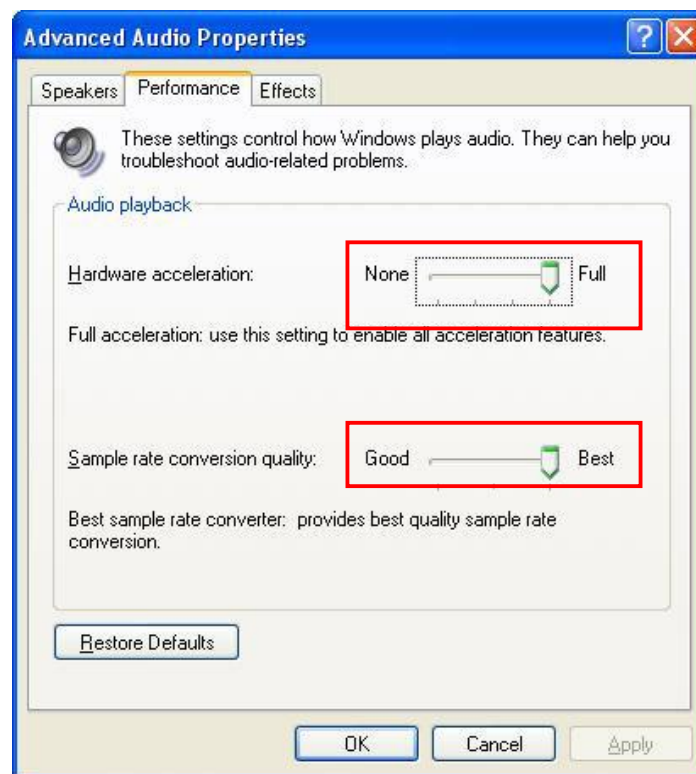 Advanced Audio Properties
Speakers Performance Effects
These settings control how Windows plays audio. They can help you
troubleshoot audio-related problems.
Audio playback
Hardware acceleration: None Full
Full acceleration: use this setting to enable all acceleration features.
Sample rate conversion quality: Good Best
Best sample rate converter: provides best quality sample rate
conversion.
Restore Defaults
OK Cancel Apply